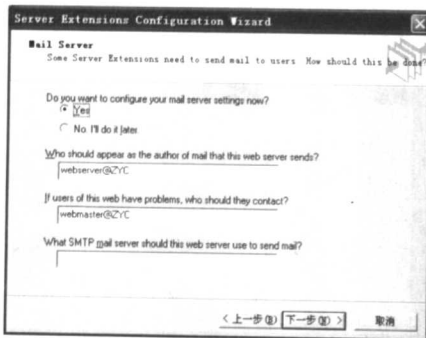 Server Extensions Configuration Wizard
Mail Server
Some Server Extensions need to send mail to users How should this be done?
Do you want to configure your mail server settings now?
Yes
No. I'll do it later.
Who should appear as the author of mail that this web server sends?
webserver@ZYC
If users of this web have problems, who should they contact?
webmaster@ZYC
What SMTP mail server should this web server use to send mail?
< 上一步(B) 下一步(N) > 取消